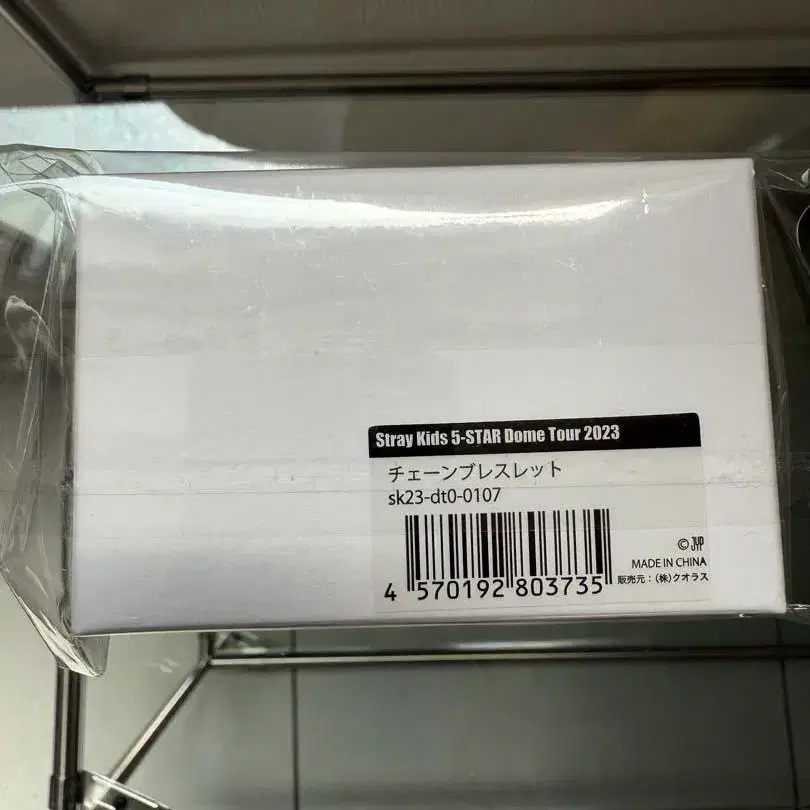 Stray Kids 5-STAR Dome Tour 2023
チェーンブレスレット
sk23-dt0-0107
© JYP
MADE IN CHINA
4 570192 803735
販売元：（株）クオラス